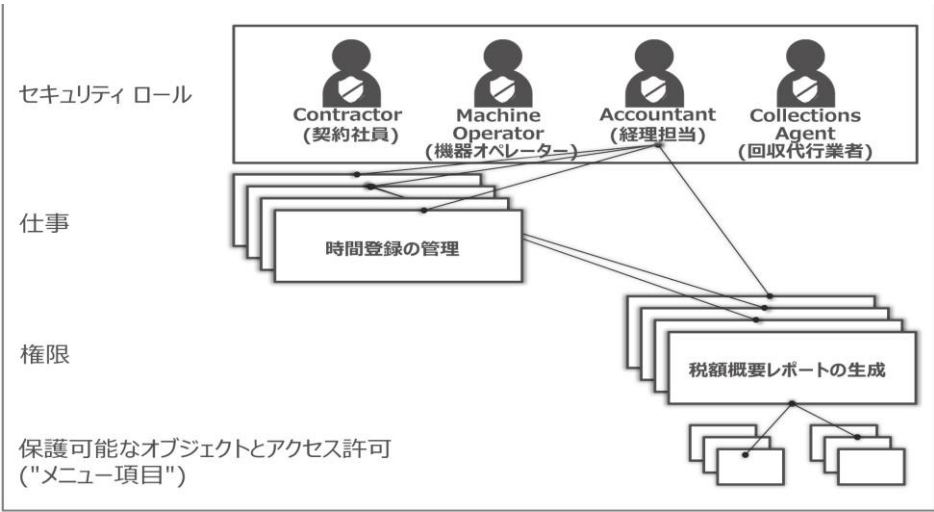 セキュリティ ロール
Contractor
(契約社員)
Machine
Operator
(機器オペレーター)
Accountant
(経理担当)
Collections
Agent
(回収代行業者)
仕事
時間登録の管理
権限
税額概要レポートの生成
保護可能なオブジェクトとアクセス許可
("メニュー項目")